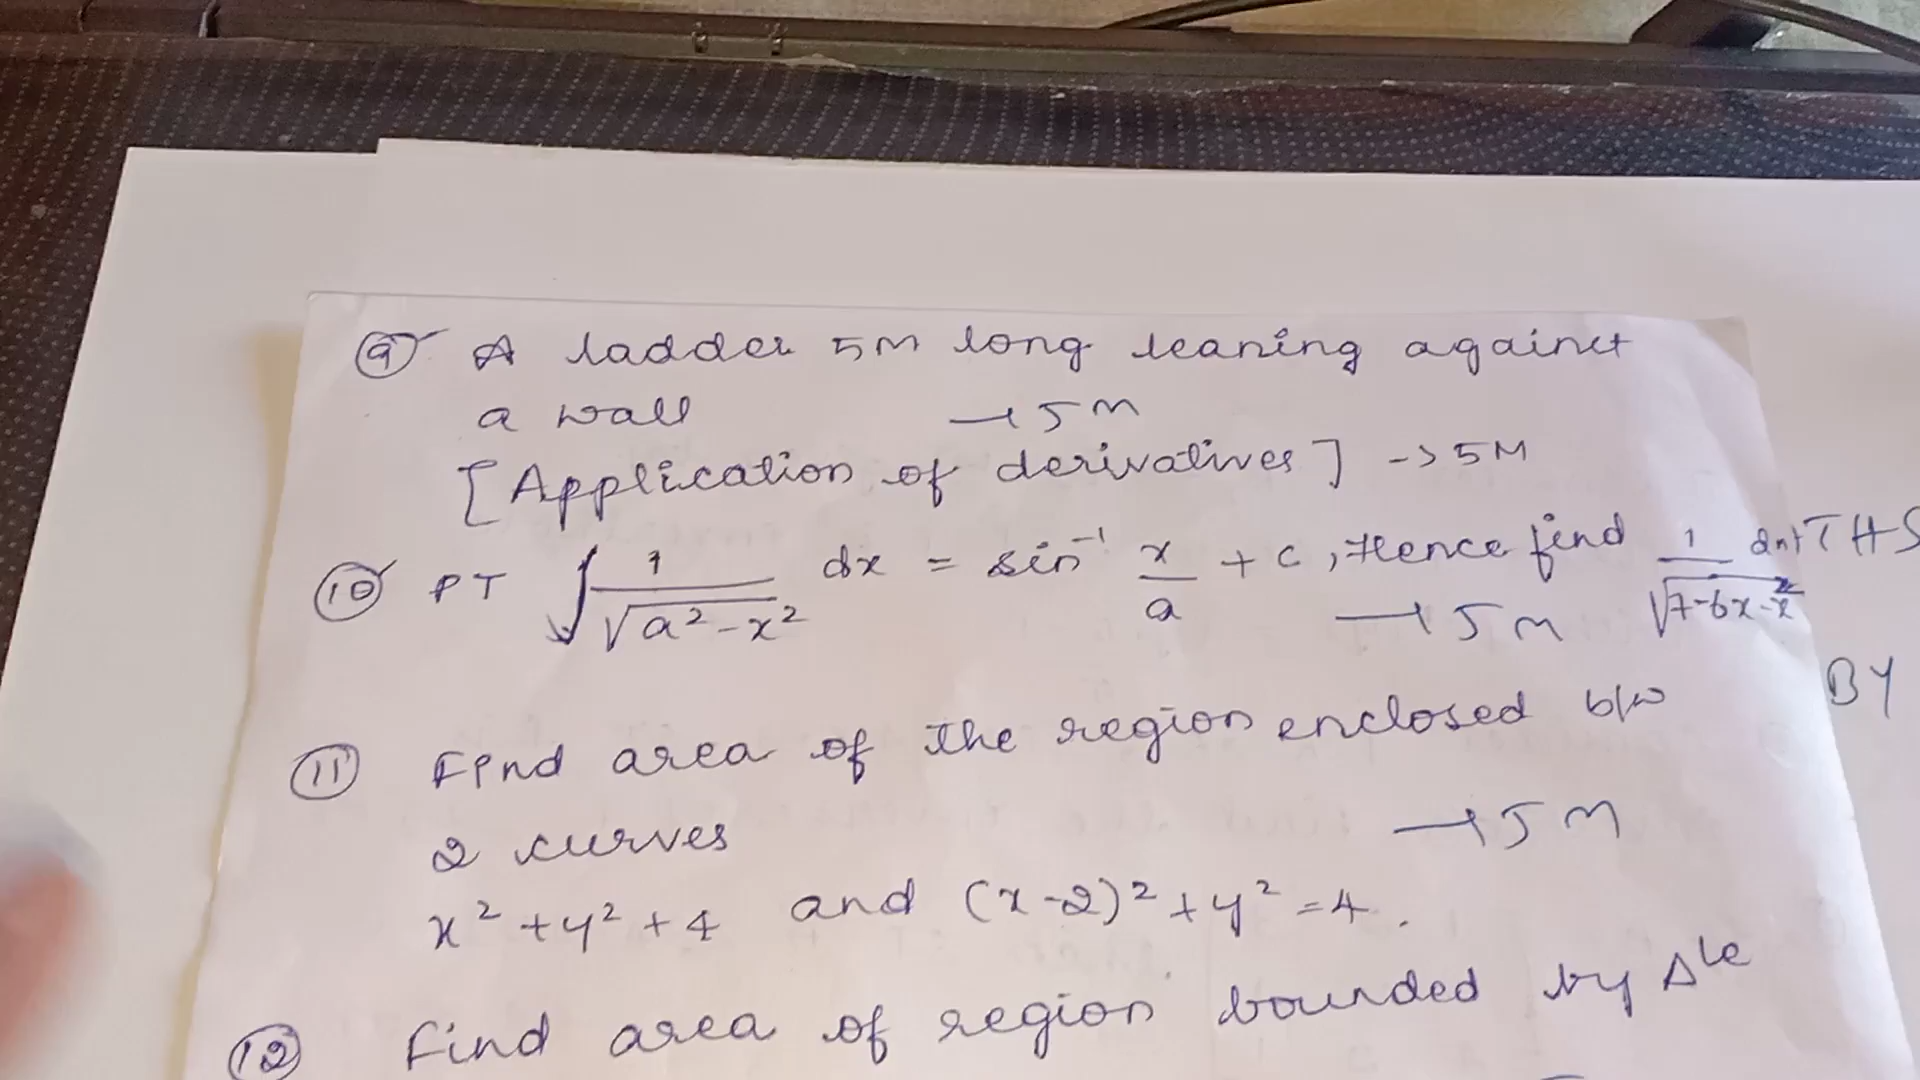 9 A ladder 5M long leaning against
a wall → 5M
[Application of derivatives] -> 5M
10 PT ∫ 1/√(a² - x²) dx = sin⁻¹ x/a + c, Hence find 1/√(7-6x-x²)
→ 5M
BY
11 Find area of the region enclosed b/w
2 curves → 5M
x² + y² + 4 and (x-2)² + y² = 4.
12 Find area of region bounded by Δle